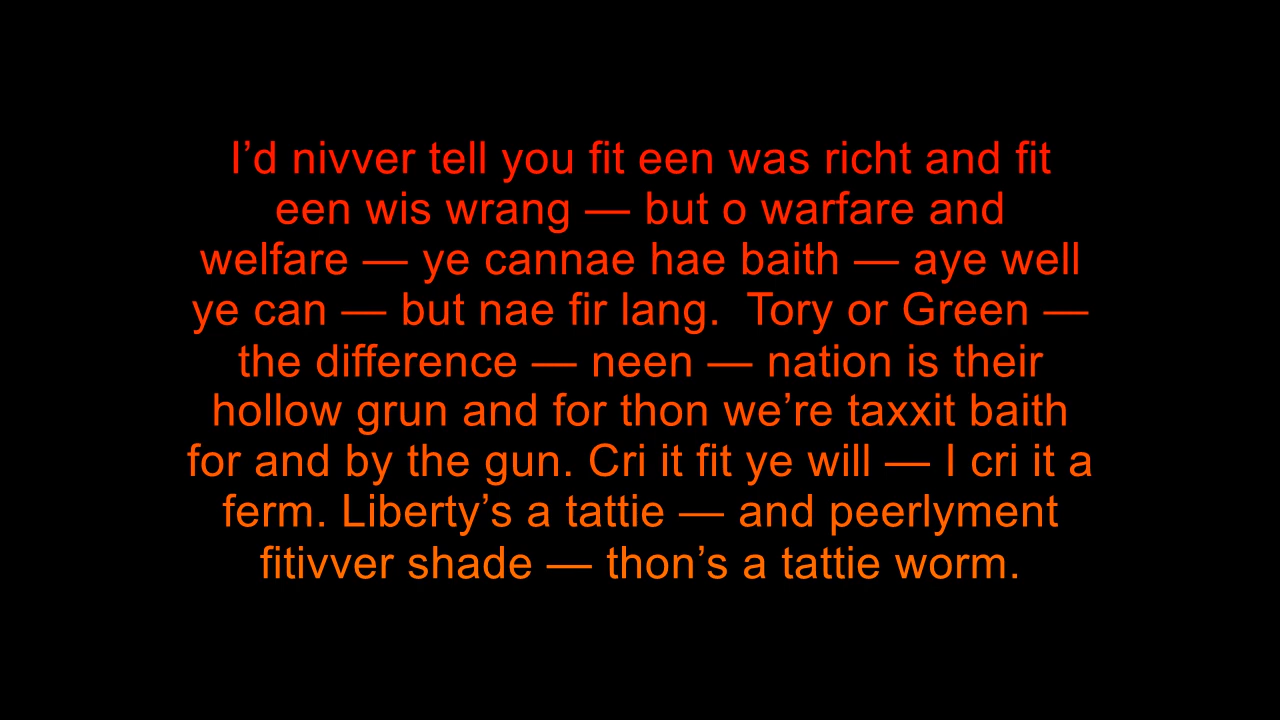 I’d nivver tell you fit een was richt and fit
een wis wrang — but o warfare and
welfare — ye cannae hae baith — aye well
ye can — but nae fir lang.  Tory or Green —
the difference — neen — nation is their
hollow grun and for thon we’re taxxit baith
for and by the gun. Cri it fit ye will — I cri it a
ferm. Liberty’s a tattie — and peerlyment
fitivver shade — thon’s a tattie worm.